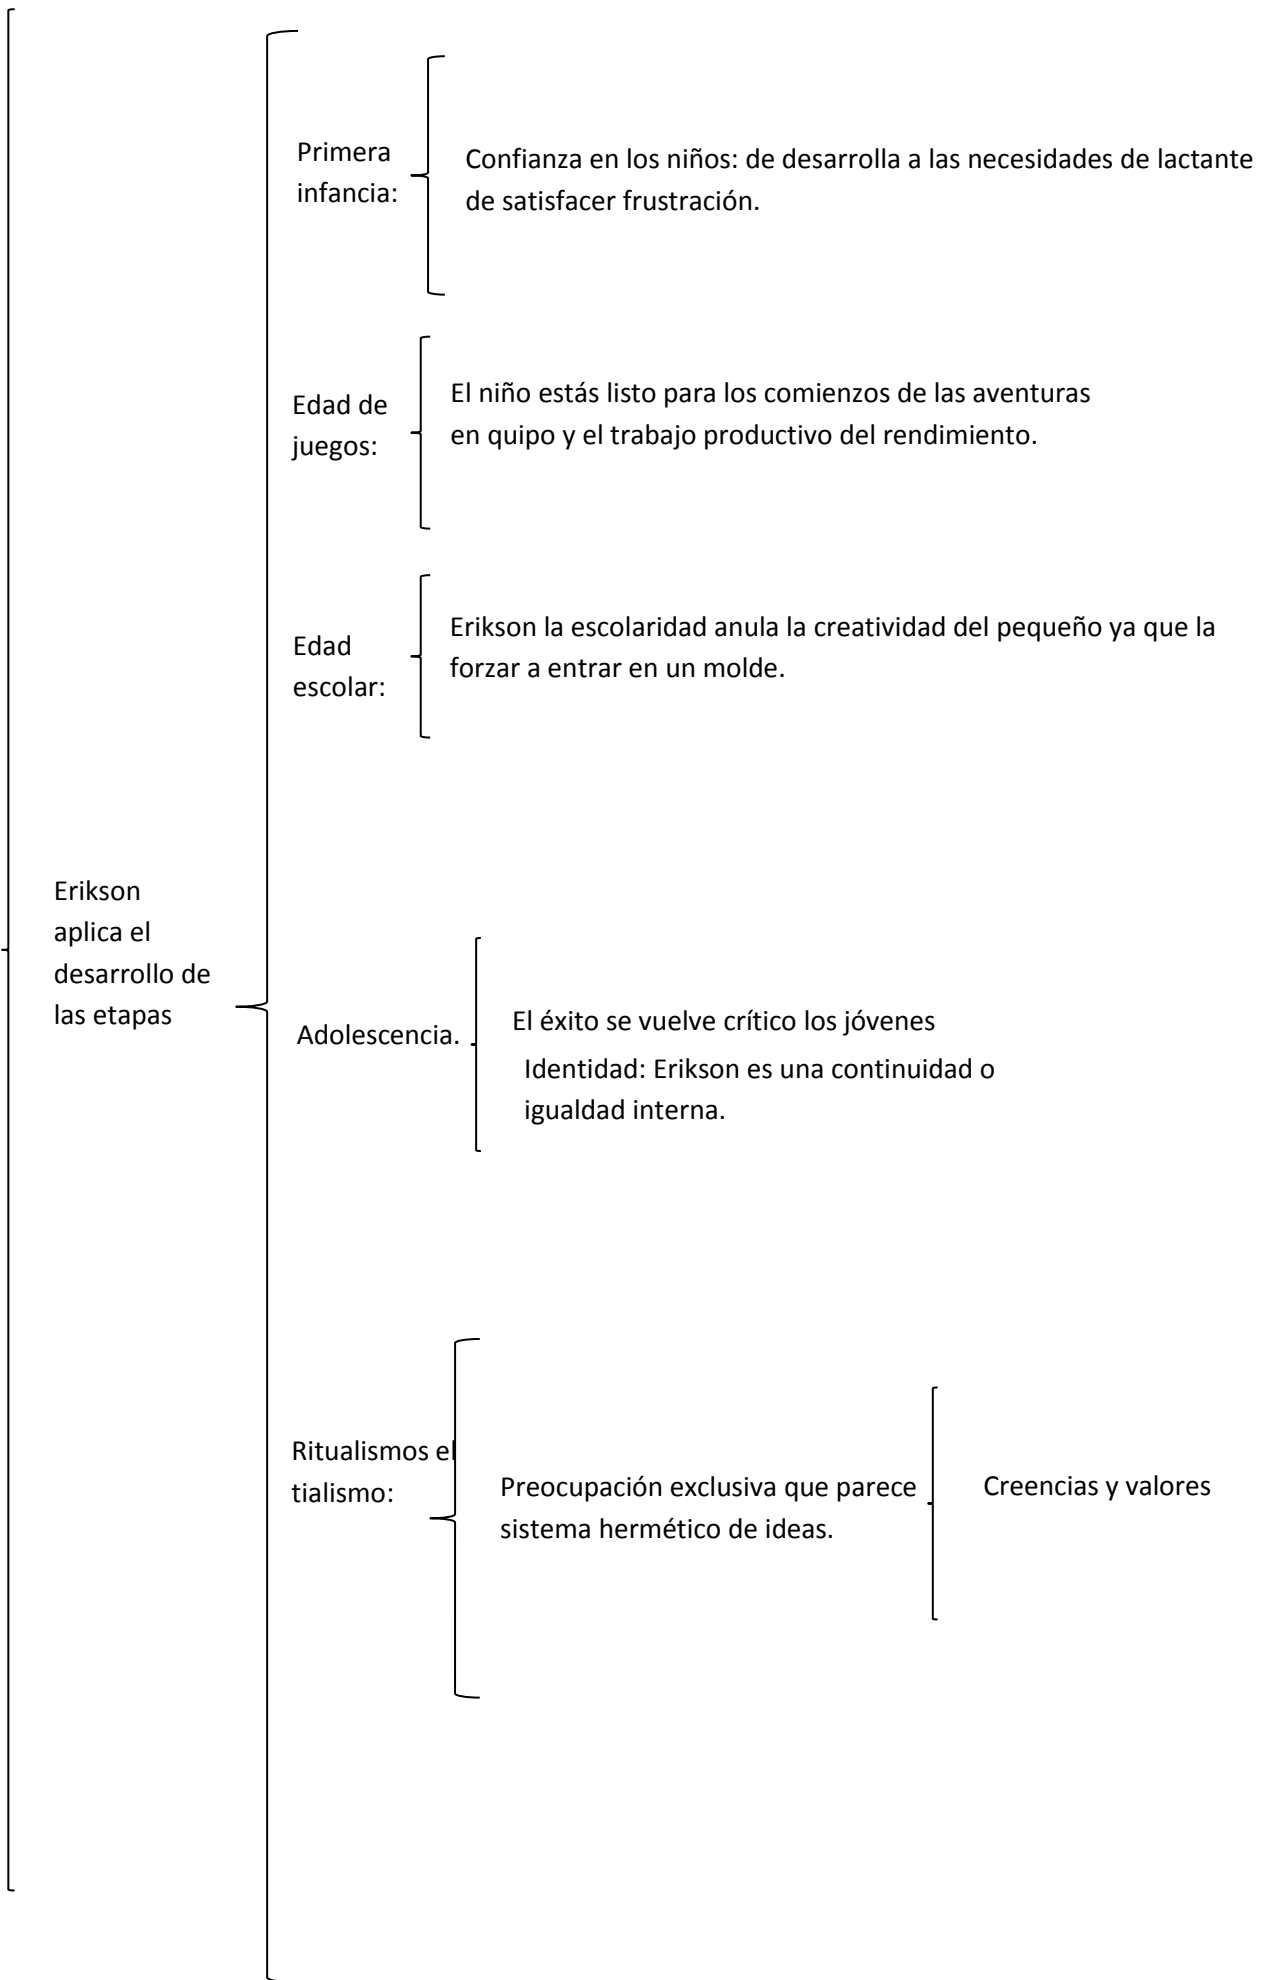 Primera
infancia:
Confianza en los niños: de desarrolla a las necesidades de lactante
de satisfacer frustración.
Edad de
juegos:
El niño estás listo para los comienzos de las aventuras
en quipo y el trabajo productivo del rendimiento.
Edad
escolar:
Erikson la escolaridad anula la creatividad del pequeño ya que la
forzar a entrar en un molde.
Erikson
aplica el
desarrollo de
las etapas
Adolescencia.
El éxito se vuelve crítico los jóvenes
Identidad: Erikson es una continuidad o
igualdad interna.
Ritualismos el
tialismo:
Preocupación exclusiva que parece
sistema hermético de ideas.
Creencias y valores